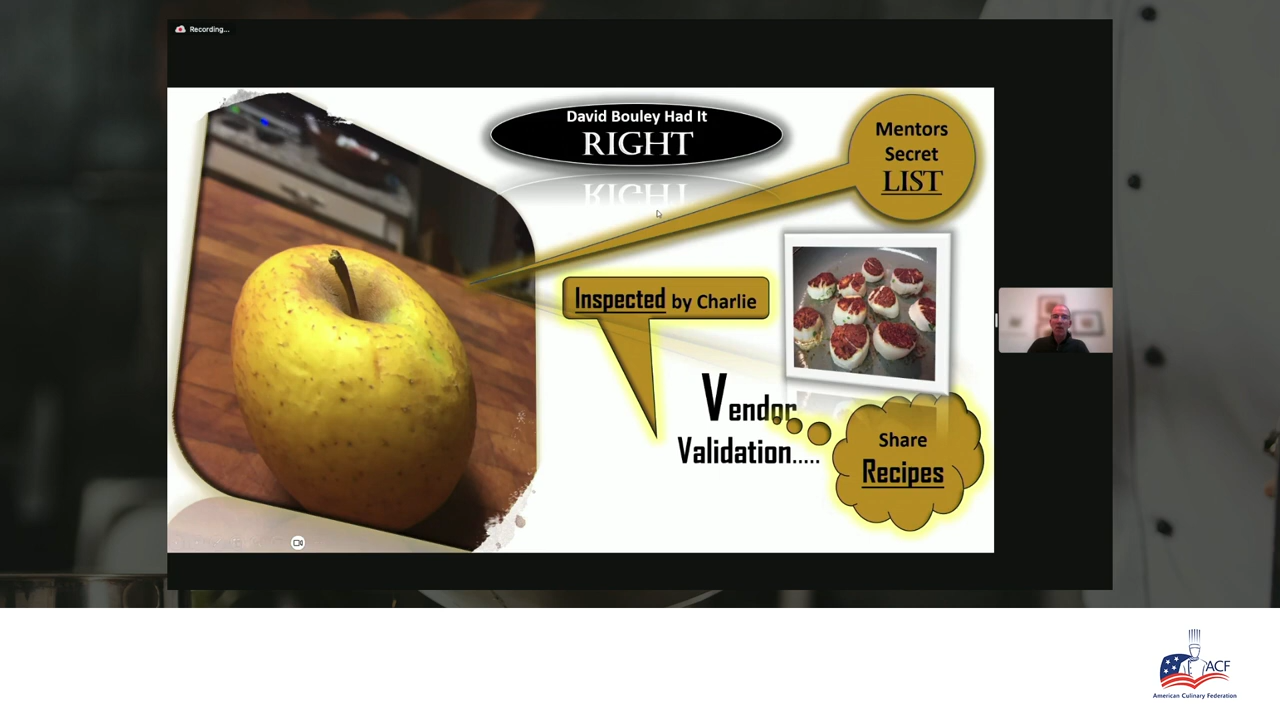 Recording...
David Bouley Had It
RIGHT
Mentors
Secret
LIST
Inspected by Charlie
Vendor
Validation.....
Share
Recipes
ACF
American Culinary Federation